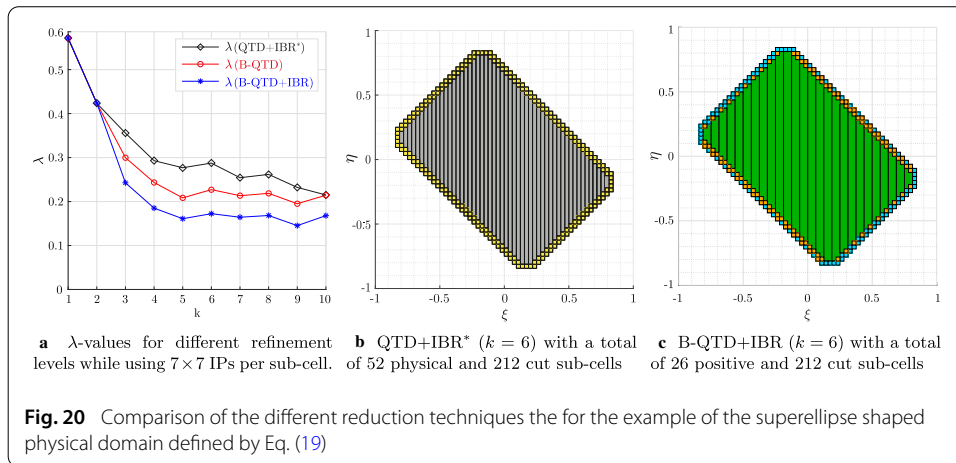 0.6
0.5
0.4
0.3
0.2
0.1
0
λ
1 2 3 4 5 6 7 8 9 10
k
λ(QTD+IBR*)
λ(B-QTD)
λ(B-QTD+IBR)
1
0.5
0
-0.5
-1
η
-1 -0.5 0 0.5 1
ξ
1
0.5
0
-0.5
-1
η
-1 -0.5 0 0.5 1
ξ
a λ-values for different refinement
levels while using 7×7 IPs per sub-cell.
b QTD+IBR* (k = 6) with a total
of 52 physical and 212 cut sub-cells
c B-QTD+IBR (k = 6) with a total
of 26 positive and 212 cut sub-cells
Fig. 20 Comparison of the different reduction techniques the for the example of the superellipse shaped
physical domain defined by Eq. (19)